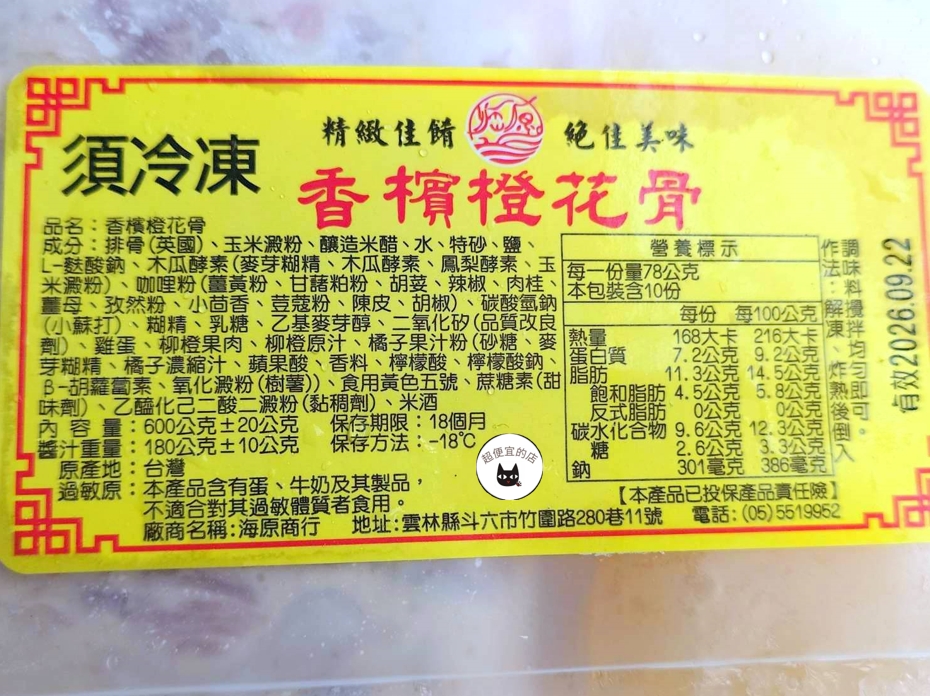 須冷凍
精緻佳餚 海原 絕佳美味
香檳橙花骨
品名：香檳橙花骨
成分：排骨(英國)、玉米澱粉、釀造米醋、水、特砂、鹽、
L-麩酸鈉、木瓜酵素(麥芽糊精、木瓜酵素、鳳梨酵素、玉
米澱粉)、咖哩粉(薑黃粉、甘藷粕粉、胡荽、辣椒、肉桂、
薑母、孜然粉、小茴香、荳蔻粉、陳皮、胡椒)、碳酸氫鈉
(小蘇打)、糊精、乳糖、乙基麥芽醇、二氧化矽(品質改良
劑)、雞蛋、柳橙果肉、柳橙原汁、橘子果汁粉(砂糖、麥
芽糊精、橘子濃縮汁、蘋果酸、香料、檸檬酸、檸檬酸鈉、
β-胡蘿蔔素、氧化澱粉(樹薯))、食用黃色五號、蔗糖素(甜
味劑)、乙醯化己二酸二澱粉(黏稠劑)、米酒
內容量：600公克±20公克 保存期限：18個月
醬汁重量：180公克±10公克 保存方法：-18℃
原產地：台灣
過敏原：本產品含有蛋、牛奶及其製品，
不適合對其過敏體質者食用。
廠商名稱:海原商行 地址:雲林縣斗六市竹圍路280巷11號 電話:(05)5519952
【本產品已投保產品責任險】
超便宜的店
營養標示
每一份量78公克
本包裝含10份
每份 每100公克
熱量 168大卡 216大卡
蛋白質 7.2公克 9.2公克
脂肪 11.3公克 14.5公克
飽和脂肪 4.5公克 5.8公克
反式脂肪 0公克 0公克
碳水化合物 9.6公克 12.3公克
糖 2.6公克 3.3公克
鈉 301毫克 386毫克
作法：解凍、炸熟後倒入
調味料攪拌均勻即可。
有效2026.09.22